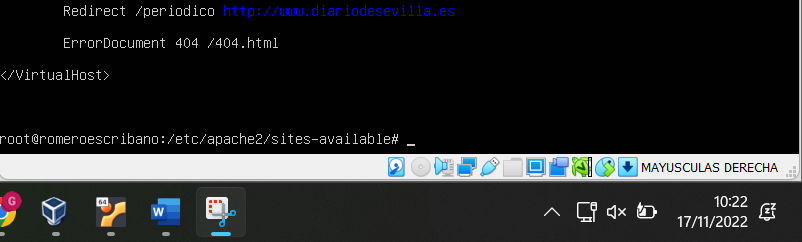 Redirect /periodico http://www.diariodesevilla.es
ErrorDocument 404 /404.html
</VirtualHost>
root@romeroescribano:/etc/apache2/sites-available# _
MAYUSCULAS DERECHA
G
64
W
10:22
17/11/2022